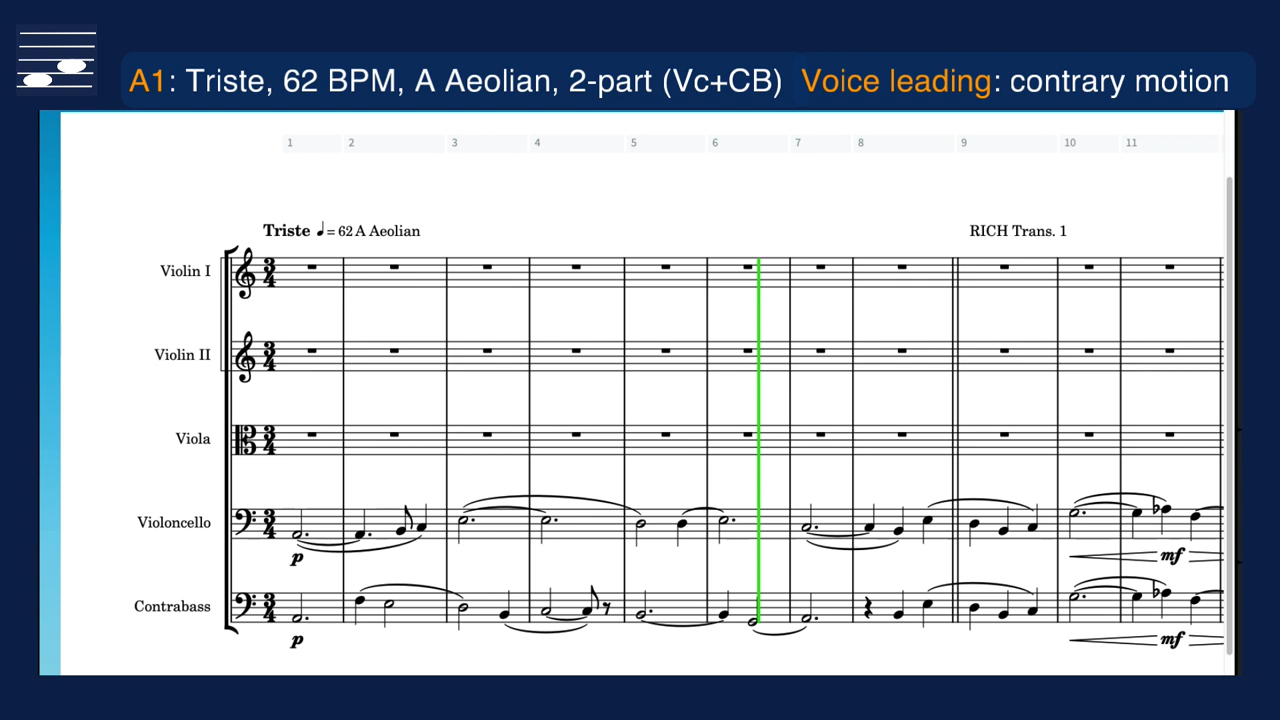 A1: Triste, 62 BPM, A Aeolian, 2-part (Vc+CB) Voice leading: contrary motion
1 2 3 4 5 6 7 8 9 10 11
Triste ♩ = 62 A Aeolian RICH Trans. 1
Violin I
Violin II
Viola
Violoncello
p mf
Contrabass
p mf